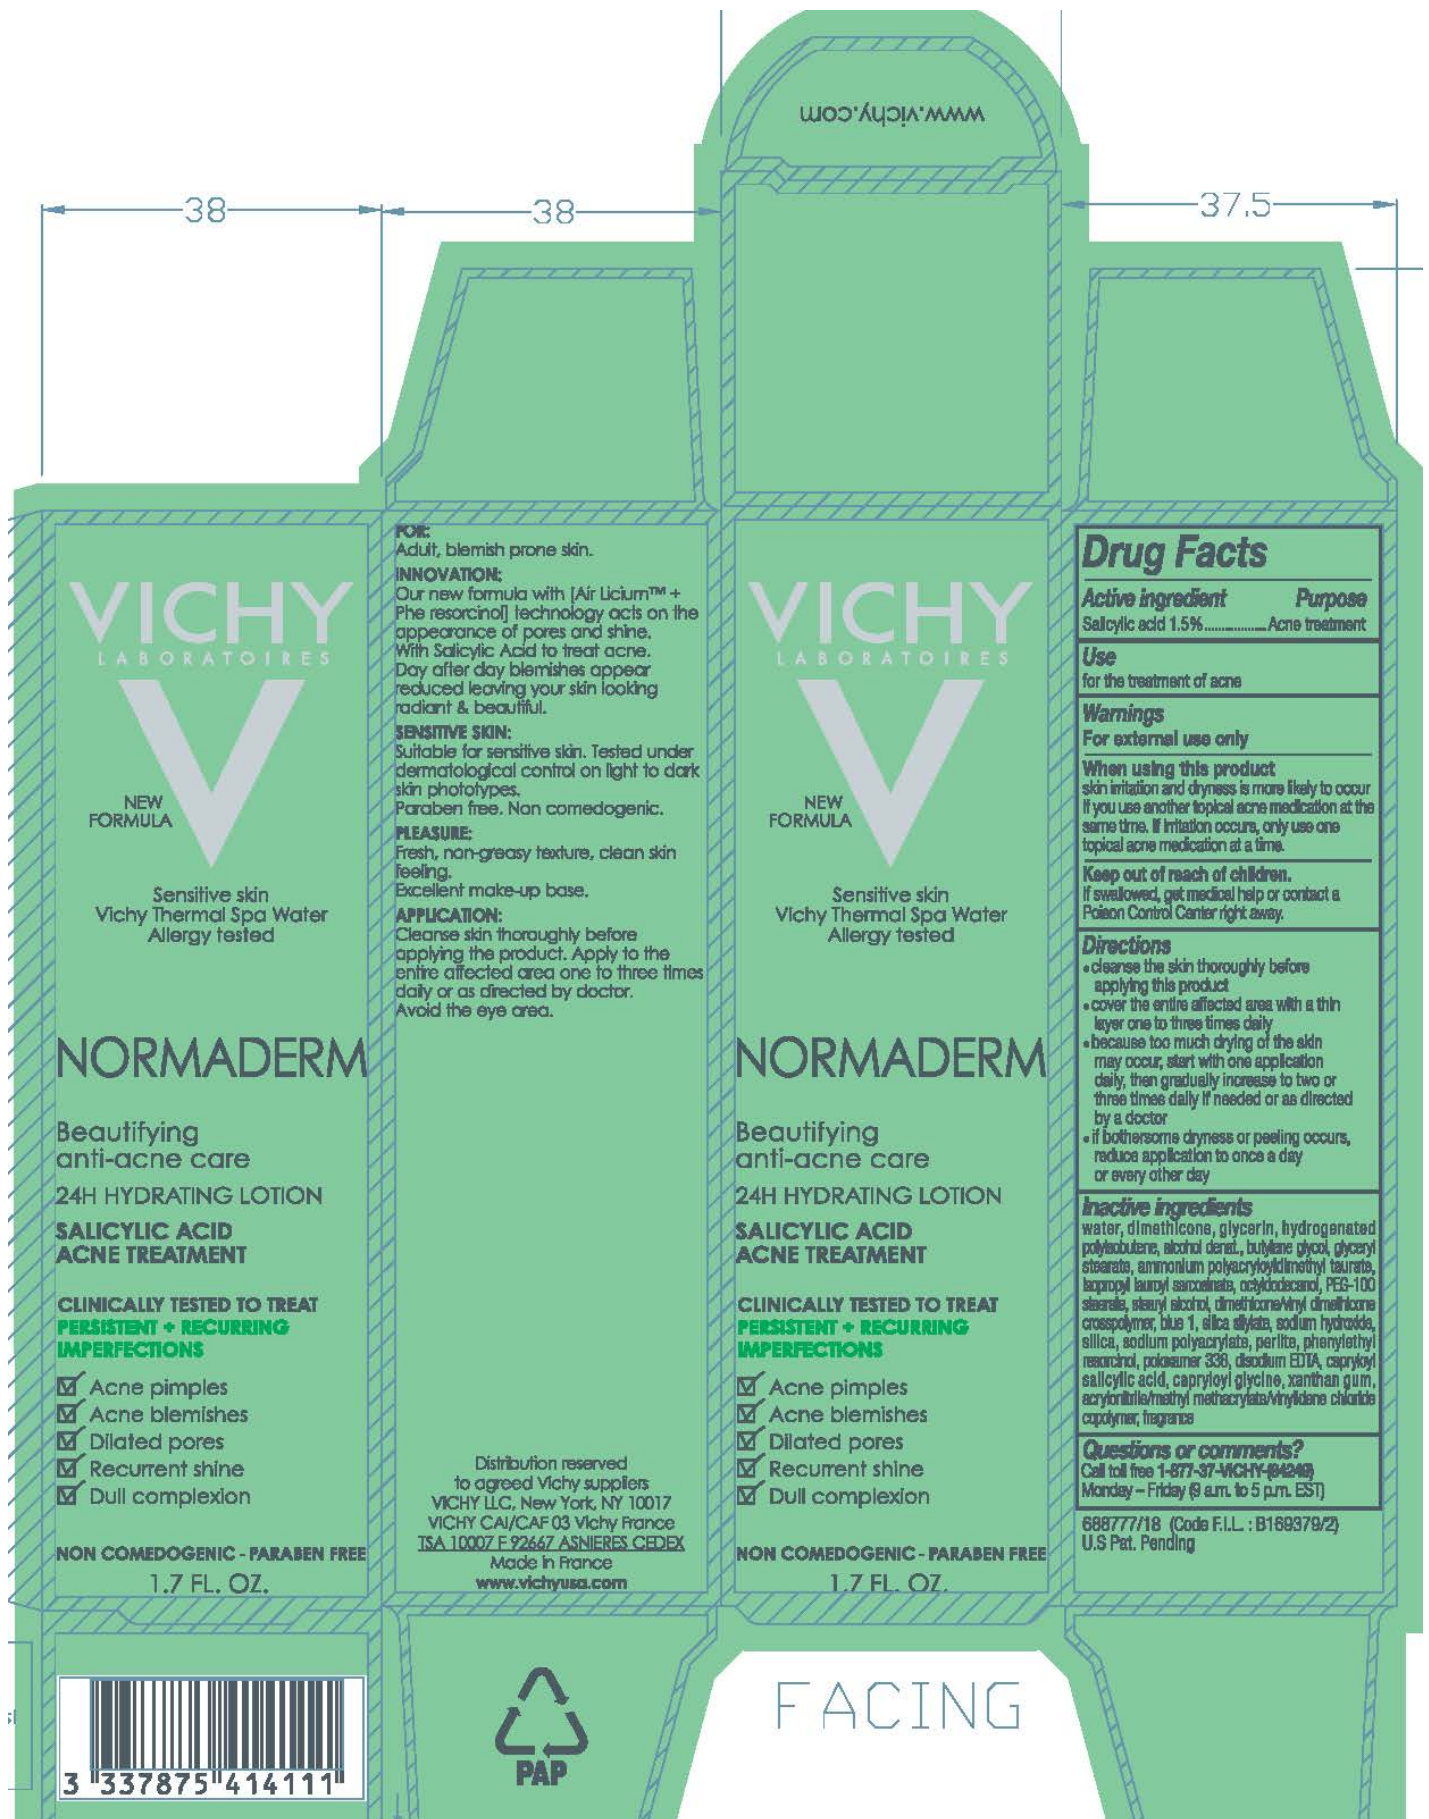 www.vichy.com
38
38
37.5
VICHY
LABORATOIRES
V
NEW
FORMULA
Sensitive skin
Vichy Thermal Spa Water
Allergy tested
NORMADERM
Beautifying
anti-acne care
24H HYDRATING LOTION
SALICYLIC ACID
ACNE TREATMENT
CLINICALLY TESTED TO TREAT
PERSISTENT + RECURRING
IMPERFECTIONS
Acne pimples
Acne blemishes
Dilated pores
Recurrent shine
Dull complexion
NON COMEDOGENIC - PARABEN FREE
1.7 FL. OZ.
3 337875 414111
FOR:
Adult, blemish prone skin.
INNOVATION:
Our new formula with [Air Licium™ +
Phe resorcinol] technology acts on the
appearance of pores and shine.
With Salicylic Acid to treat acne.
Day after day blemishes appear
reduced leaving your skin looking
radiant & beautiful.
SENSITIVE SKIN:
Suitable for sensitive skin. Tested under
dermatological control on light to dark
skin phototypes.
Paraben free. Non comedogenic.
PLEASURE:
Fresh, non-greasy texture, clean skin
feeling.
Excellent make-up base.
APPLICATION:
Cleanse skin thoroughly before
applying the product. Apply to the
entire affected area one to three times
daily or as directed by doctor.
Avoid the eye area.
Distribution reserved
to agreed Vichy suppliers
VICHY LLC, New York, NY 10017
VICHY CAI/CAF 03 Vichy France
TSA 10007 F 92667 ASNIERES CEDEX
Made in France
www.vichyusa.com
PAP
VICHY
LABORATOIRES
V
NEW
FORMULA
Sensitive skin
Vichy Thermal Spa Water
Allergy tested
NORMADERM
Beautifying
anti-acne care
24H HYDRATING LOTION
SALICYLIC ACID
ACNE TREATMENT
CLINICALLY TESTED TO TREAT
PERSISTENT + RECURRING
IMPERFECTIONS
Acne pimples
Acne blemishes
Dilated pores
Recurrent shine
Dull complexion
NON COMEDOGENIC - PARABEN FREE
1.7 FL. OZ.
FACING
Drug Facts
Active ingredient Purpose
Salicylic acid 1.5%.................Acne treatment
Use
for the treatment of acne
Warnings
For external use only
When using this product
skin irritation and dryness is more likely to occur
if you use another topical acne medication at the
same time. If irritation occurs, only use one
topical acne medication at a time.
Keep out of reach of children.
If swallowed, get medical help or contact a
Poison Control Center right away.
Directions
• cleanse the skin thoroughly before
applying this product
• cover the entire affected area with a thin
layer one to three times daily
• because too much drying of the skin
may occur, start with one application
daily, then gradually increase to two or
three times daily if needed or as directed
by a doctor
• if bothersome dryness or peeling occurs,
reduce application to once a day
or every other day
Inactive ingredients
water, dimethicone, glycerin, hydrogenated
polyisobutene, alcohol denat., butylene glycol, glyceryl
stearate, ammonium polyacryloyldimethyl taurate,
isopropyl lauroyl sarcosinate, octyldodecanol, PEG-100
stearate, stearyl alcohol, dimethicone/vinyl dimethicone
crosspolymer, blue 1, silica silylate, sodium hydroxide,
silica, sodium polyacrylate, perlite, phenylethyl
resorcinol, poloxamer 338, disodium EDTA, capryloyl
salicylic acid, capryloyl glycine, xanthan gum,
acrylonitrile/methyl methacrylate/vinylidene chloride
copolymer, fragrance
Questions or comments?
Call toll free 1-877-37-VICHY-(84249)
Monday – Friday (9 a.m. to 5 p.m. EST)
688777/18 (Code F.I.L. : B169379/2)
U.S Pat. Pending